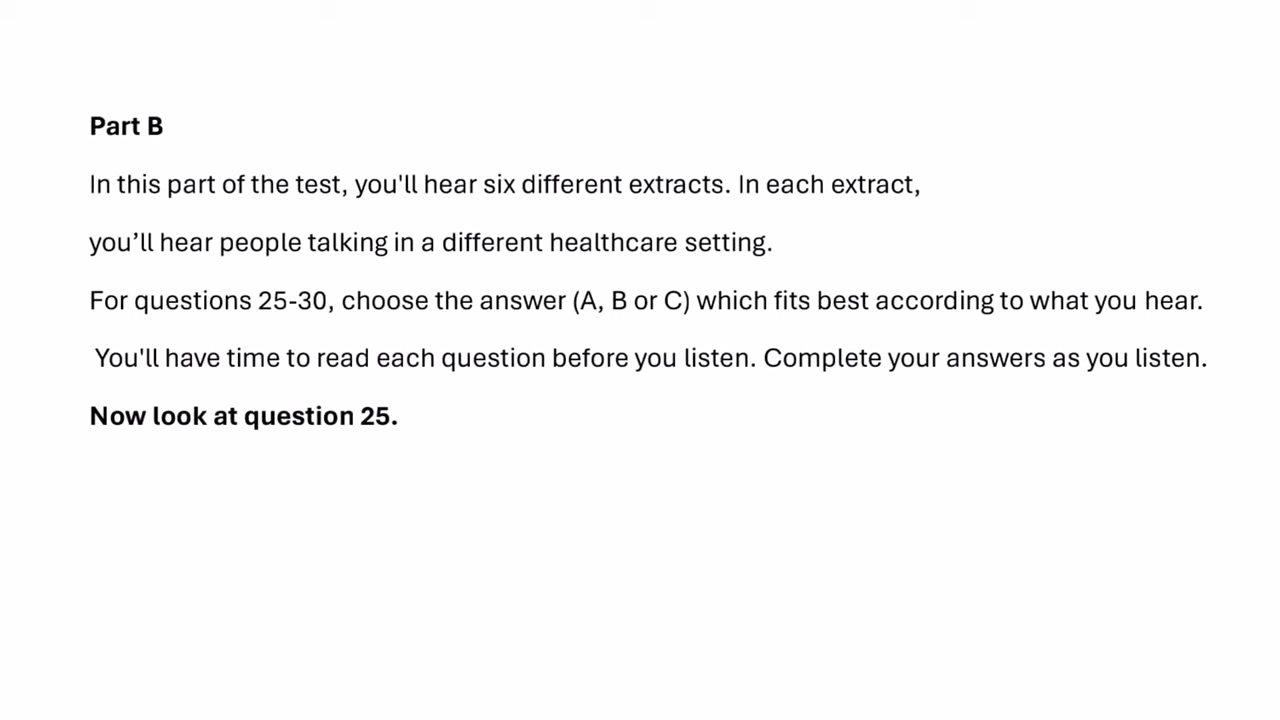 Part B
In this part of the test, you'll hear six different extracts. In each extract,
you’ll hear people talking in a different healthcare setting.
For questions 25-30, choose the answer (A, B or C) which fits best according to what you hear.
You'll have time to read each question before you listen. Complete your answers as you listen.
Now look at question 25.